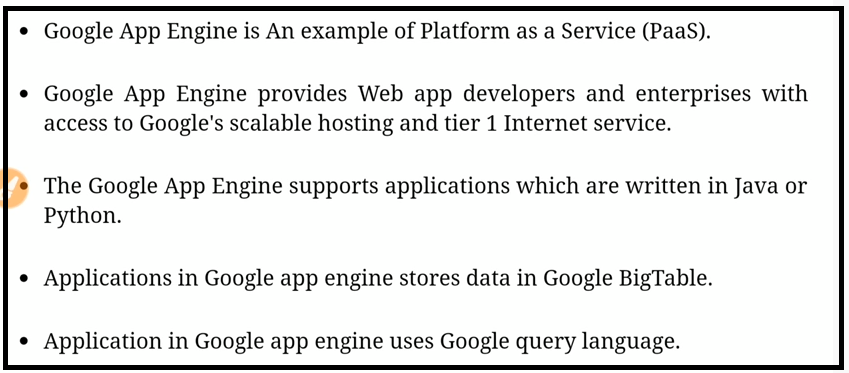 • Google App Engine is An example of Platform as a Service (PaaS).
• Google App Engine provides Web app developers and enterprises with
access to Google's scalable hosting and tier 1 Internet service.
• The Google App Engine supports applications which are written in Java or
Python.
• Applications in Google app engine stores data in Google BigTable.
• Application in Google app engine uses Google query language.